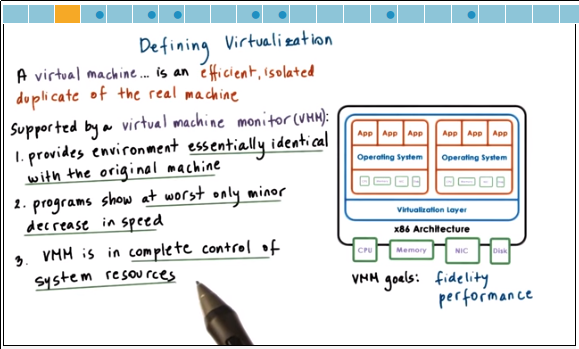 Defining Virtualization
A virtual machine... is an efficient, isolated
duplicate of the real machine
Supported by a virtual machine monitor (VMM):
1. provides environment essentially identical
with the original machine
2. programs show at worst only minor
decrease in speed
3. VMM is in complete control of
system resources
App App App App App App
Operating System Operating System
Virtualization Layer
x86 Architecture
CPU Memory NIC Disk
VMM goals: fidelity
performance